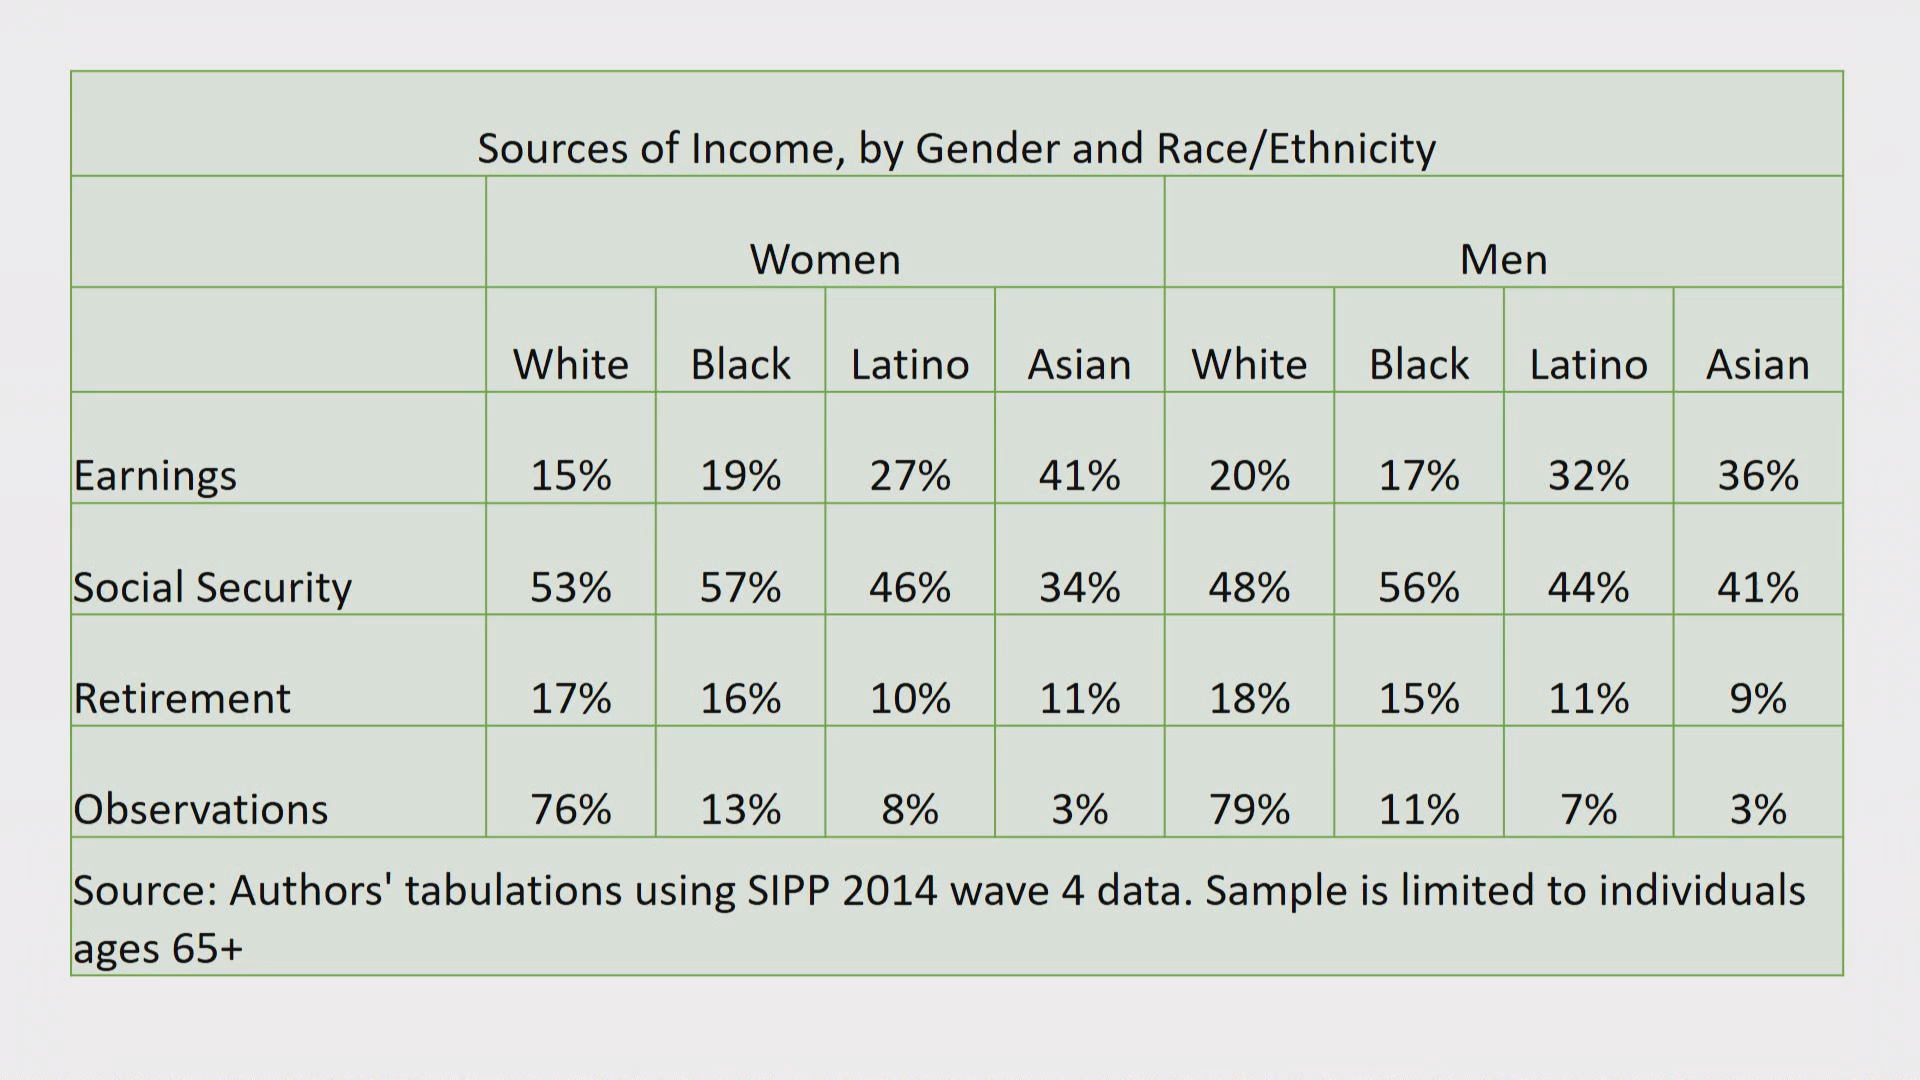 Sources of Income, by Gender and Race/Ethnicity
Women Men
White Black Latino Asian White Black Latino Asian
Earnings 15% 19% 27% 41% 20% 17% 32% 36%
Social Security 53% 57% 46% 34% 48% 56% 44% 41%
Retirement 17% 16% 10% 11% 18% 15% 11% 9%
Observations 76% 13% 8% 3% 79% 11% 7% 3%
Source: Authors' tabulations using SIPP 2014 wave 4 data. Sample is limited to individuals
ages 65+